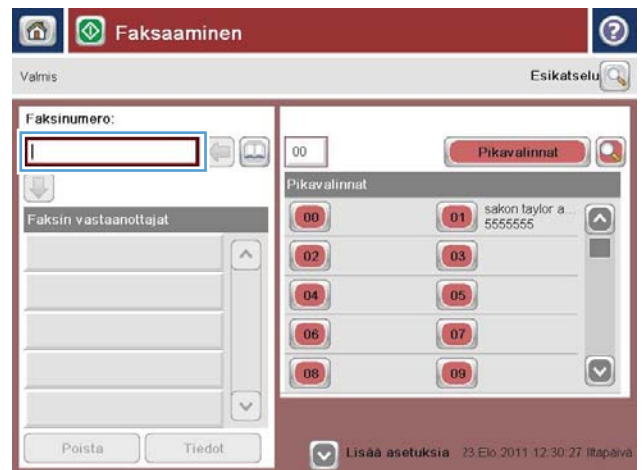 Faksaaminen
?
Valmis
Esikatselu
Faksinumero:
00
Pikavalinnat
Pikavalinnat
Faksin vastaanottajat
00
01
sakon taylor a...
5555555
02
03
04
05
06
07
08
09
Poista
Tiedot
Lisää asetuksia
23.Elo.2011 12:30:27 Iltapäivä